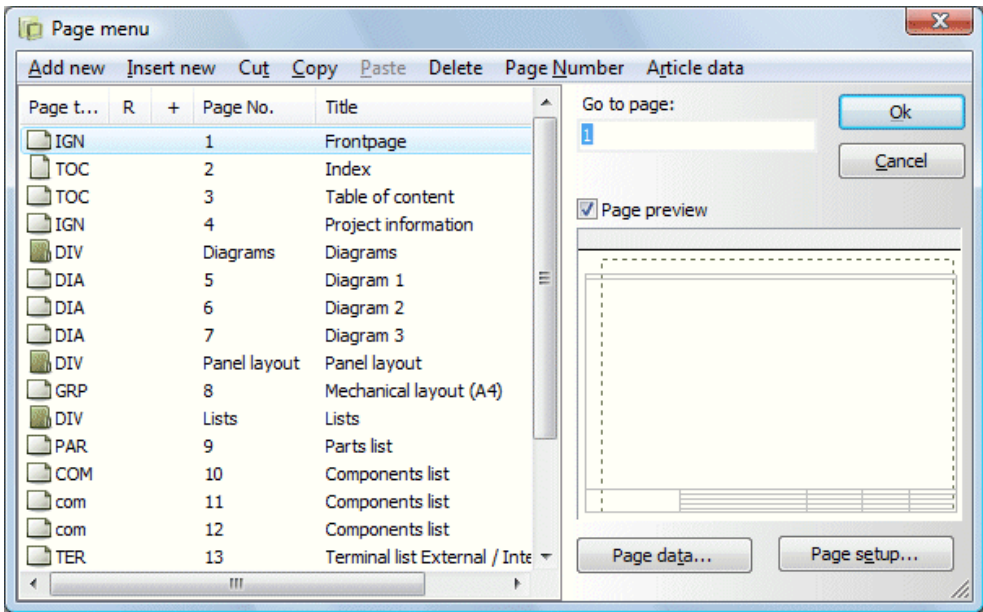 Page menu
Add new Insert new Cut Copy Paste Delete Page Number Article data
Page t... R + Page No. Title
IGN 1 Frontpage
TOC 2 Index
TOC 3 Table of content
IGN 4 Project information
DIV Diagrams Diagrams
DIA 5 Diagram 1
DIA 6 Diagram 2
DIA 7 Diagram 3
DIV Panel layout Panel layout
GRP 8 Mechanical layout (A4)
DIV Lists Lists
PAR 9 Parts list
COM 10 Components list
com 11 Components list
com 12 Components list
TER 13 Terminal list External / Inte
Go to page:
1
Ok
Cancel
Page preview
Page data... Page setup...